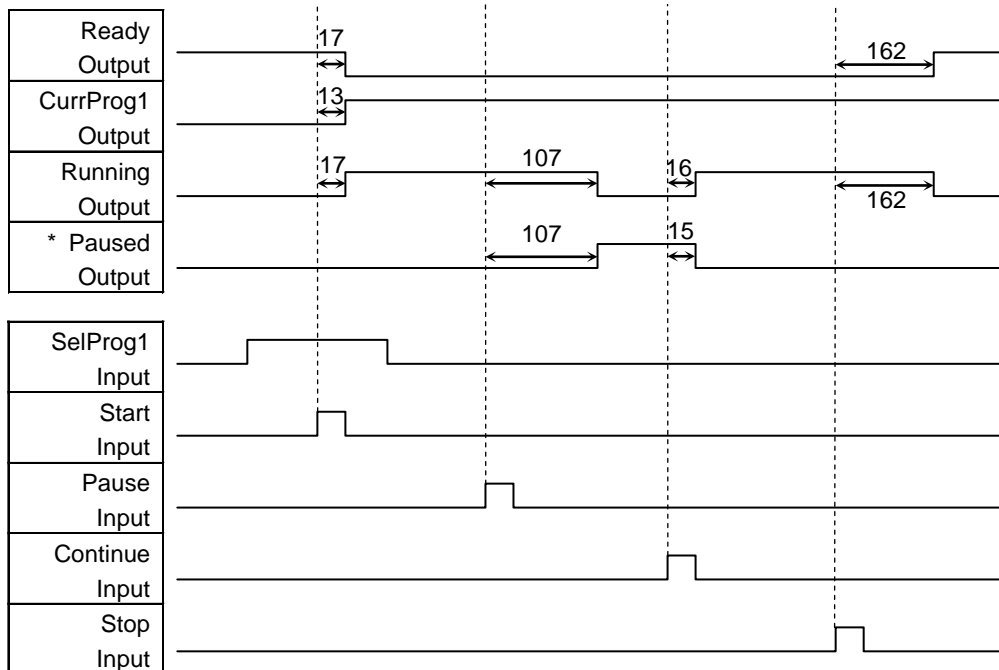 Ready
Output
17
162
CurrProg1
Output
13
Running
Output
17
107
16
162
* Paused
Output
107
15
SelProg1
Input
Start
Input
Pause
Input
Continue
Input
Stop
Input